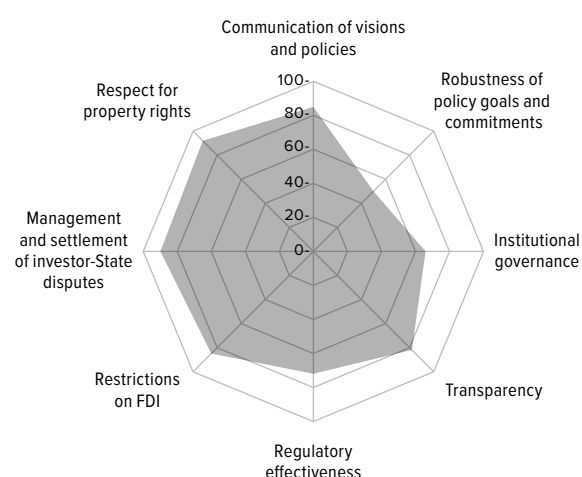 Communication of visions
and policies
Robustness of
policy goals and
commitments
Respect for
property rights
100-
80-
60-
40-
20-
0-
Management
and settlement
of investor-State
disputes
Institutional
governance
Restrictions
on FDI
Transparency
Regulatory
effectiveness